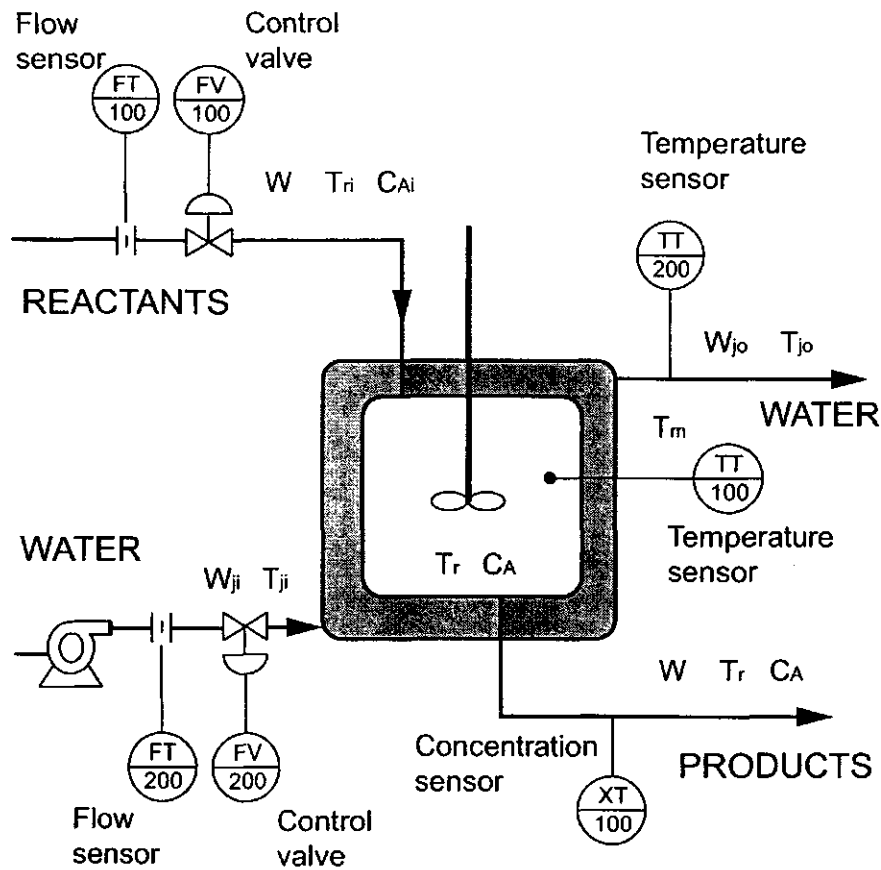 Flow
sensor
Control
valve
FT
100
FV
100
W Tri CAi
REACTANTS
Temperature
sensor
TT
200
Wjo Tjo
WATER
Tm
TT
100
Temperature
sensor
Tr CA
WATER
Wji Tji
FT
200
FV
200
Flow
sensor
Control
valve
W Tr CA
PRODUCTS
Concentration
sensor
XT
100